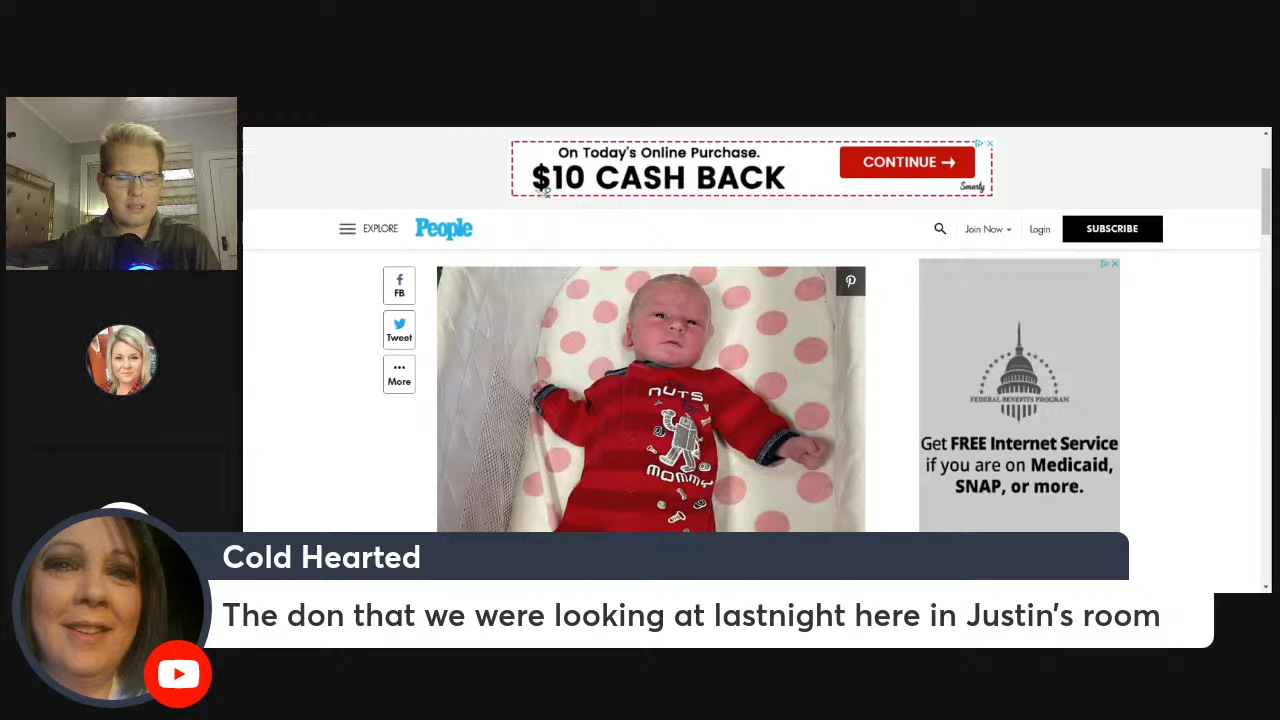 On Today's Online Purchase.
$10 CASH BACK
CONTINUE →
Smarty
EXPLORE
People
Join Now
Login
SUBSCRIBE
FB
Tweet
More
NUTS
MOMMY
FEDERAL BENEFITS PROGRAM
Get FREE Internet Service
if you are on Medicaid,
SNAP, or more.
Cold Hearted
The don that we were looking at lastnight here in Justin's room